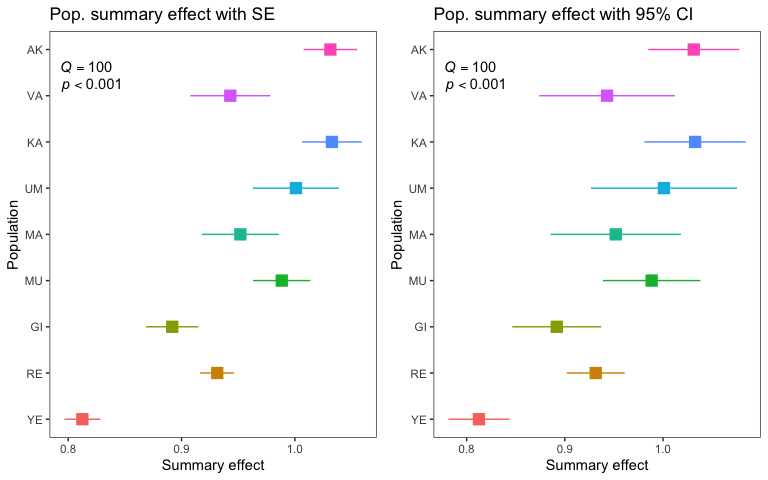 Pop. summary effect with SE
Q = 100
p < 0.001
Population
AK
VA
KA
UM
MA
MU
GI
RE
YE
0.8 0.9 1.0
Summary effect
Pop. summary effect with 95% CI
Q = 100
p < 0.001
Population
AK
VA
KA
UM
MA
MU
GI
RE
YE
0.8 0.9 1.0
Summary effect